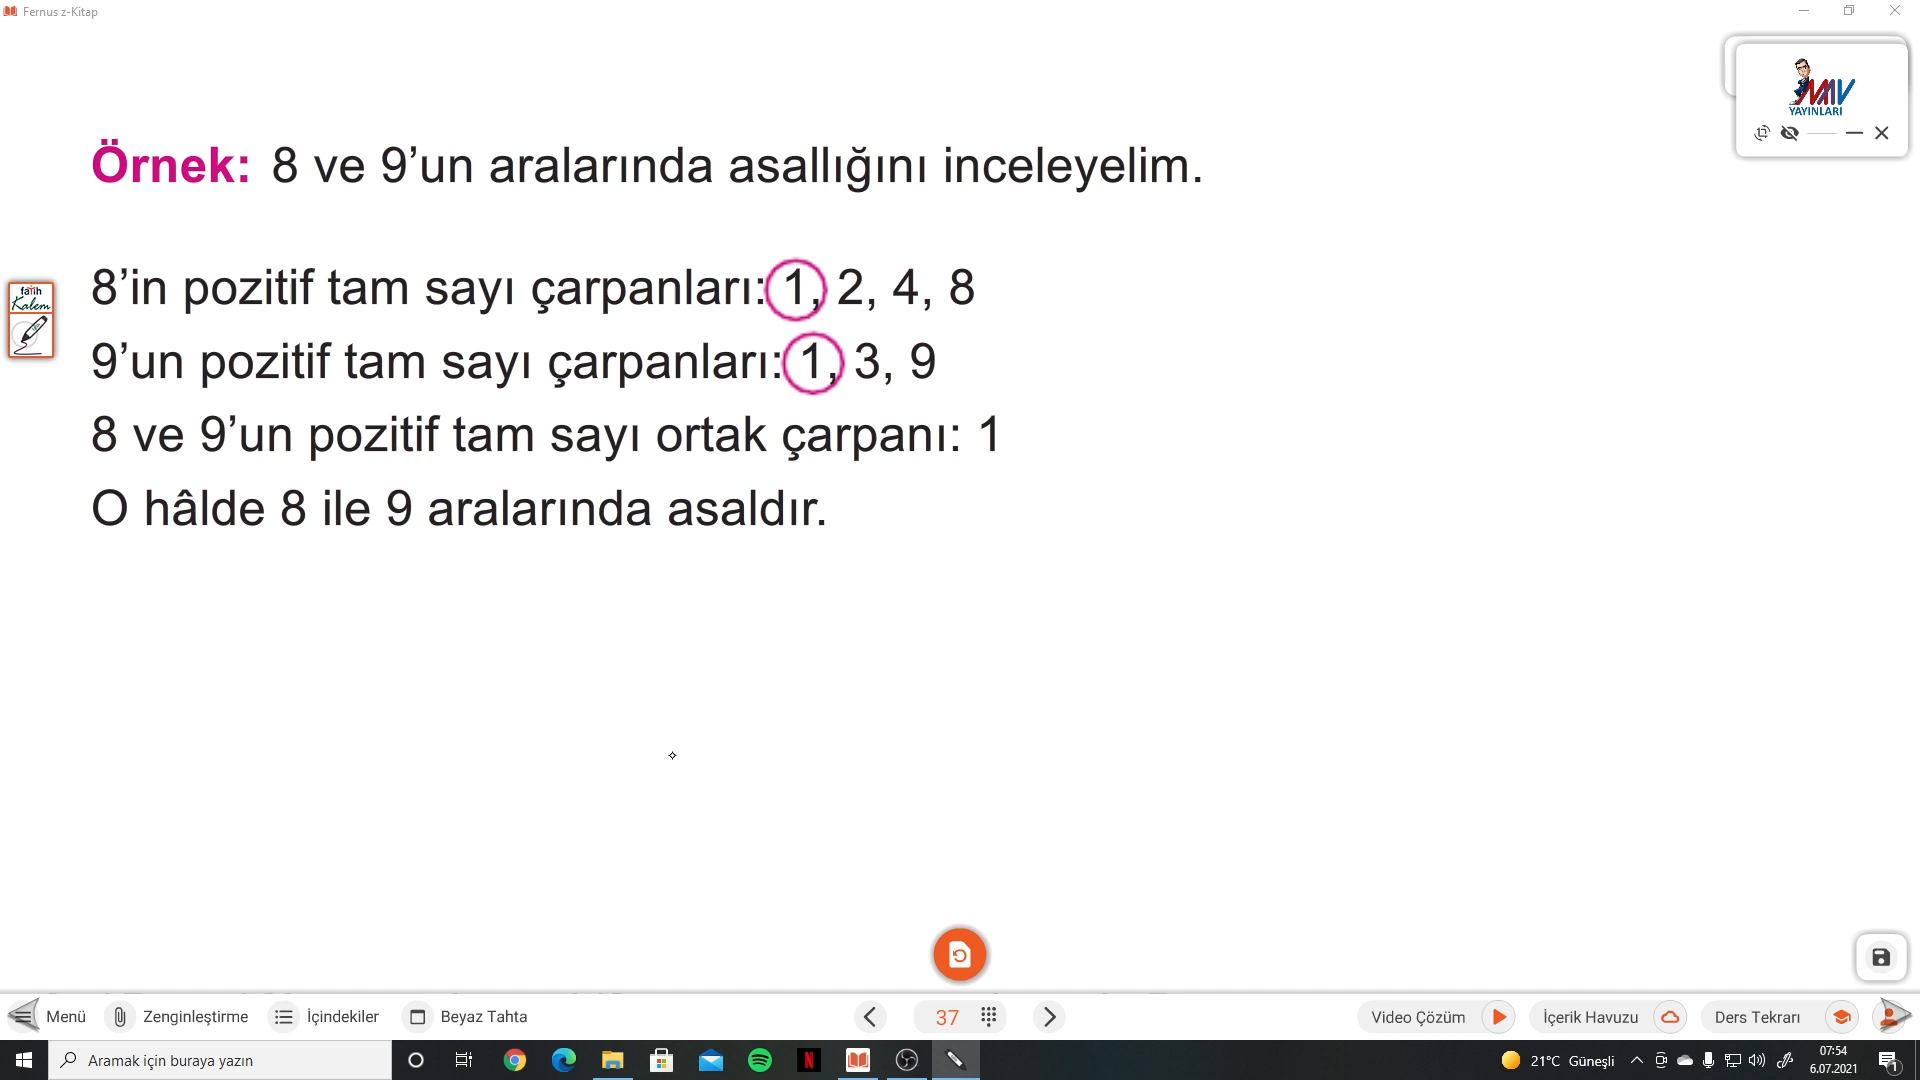 Fernus z-Kitap
MMV
YAYINLARI
Örnek: 8 ve 9’un aralarında asallığını inceleyelim.
8’in pozitif tam sayı çarpanları: 1, 2, 4, 8
fatih
Kalem
9’un pozitif tam sayı çarpanları: 1, 3, 9
8 ve 9’un pozitif tam sayı ortak çarpanı: 1
O hâlde 8 ile 9 aralarında asaldır.
Menü Zenginleştirme İçindekiler Beyaz Tahta 37 Video Çözüm İçerik Havuzu Ders Tekrarı
Aramak için buraya yazın N 21°C Güneşli 07:54
6.07.2021 1